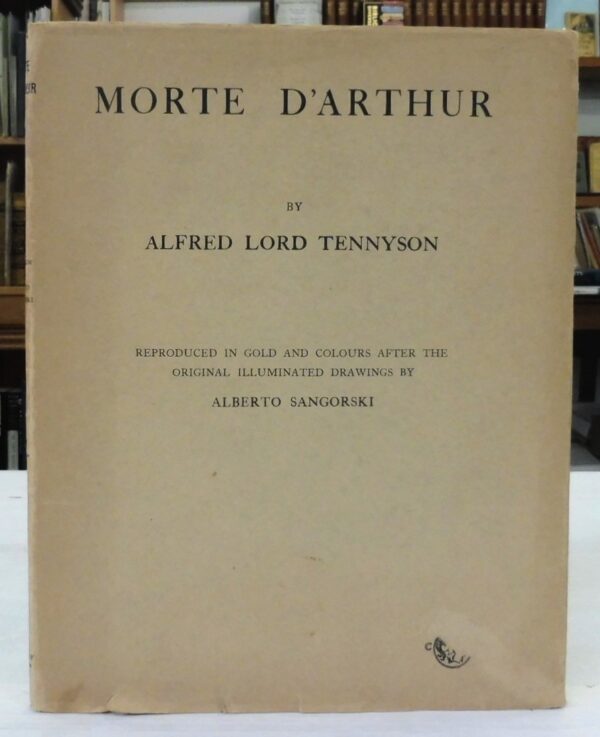 MORTE D'ARTHUR
BY
ALFRED LORD TENNYSON
REPRODUCED IN GOLD AND COLOURS AFTER THE
ORIGINAL ILLUMINATED DRAWINGS BY
ALBERTO SANGORSKI